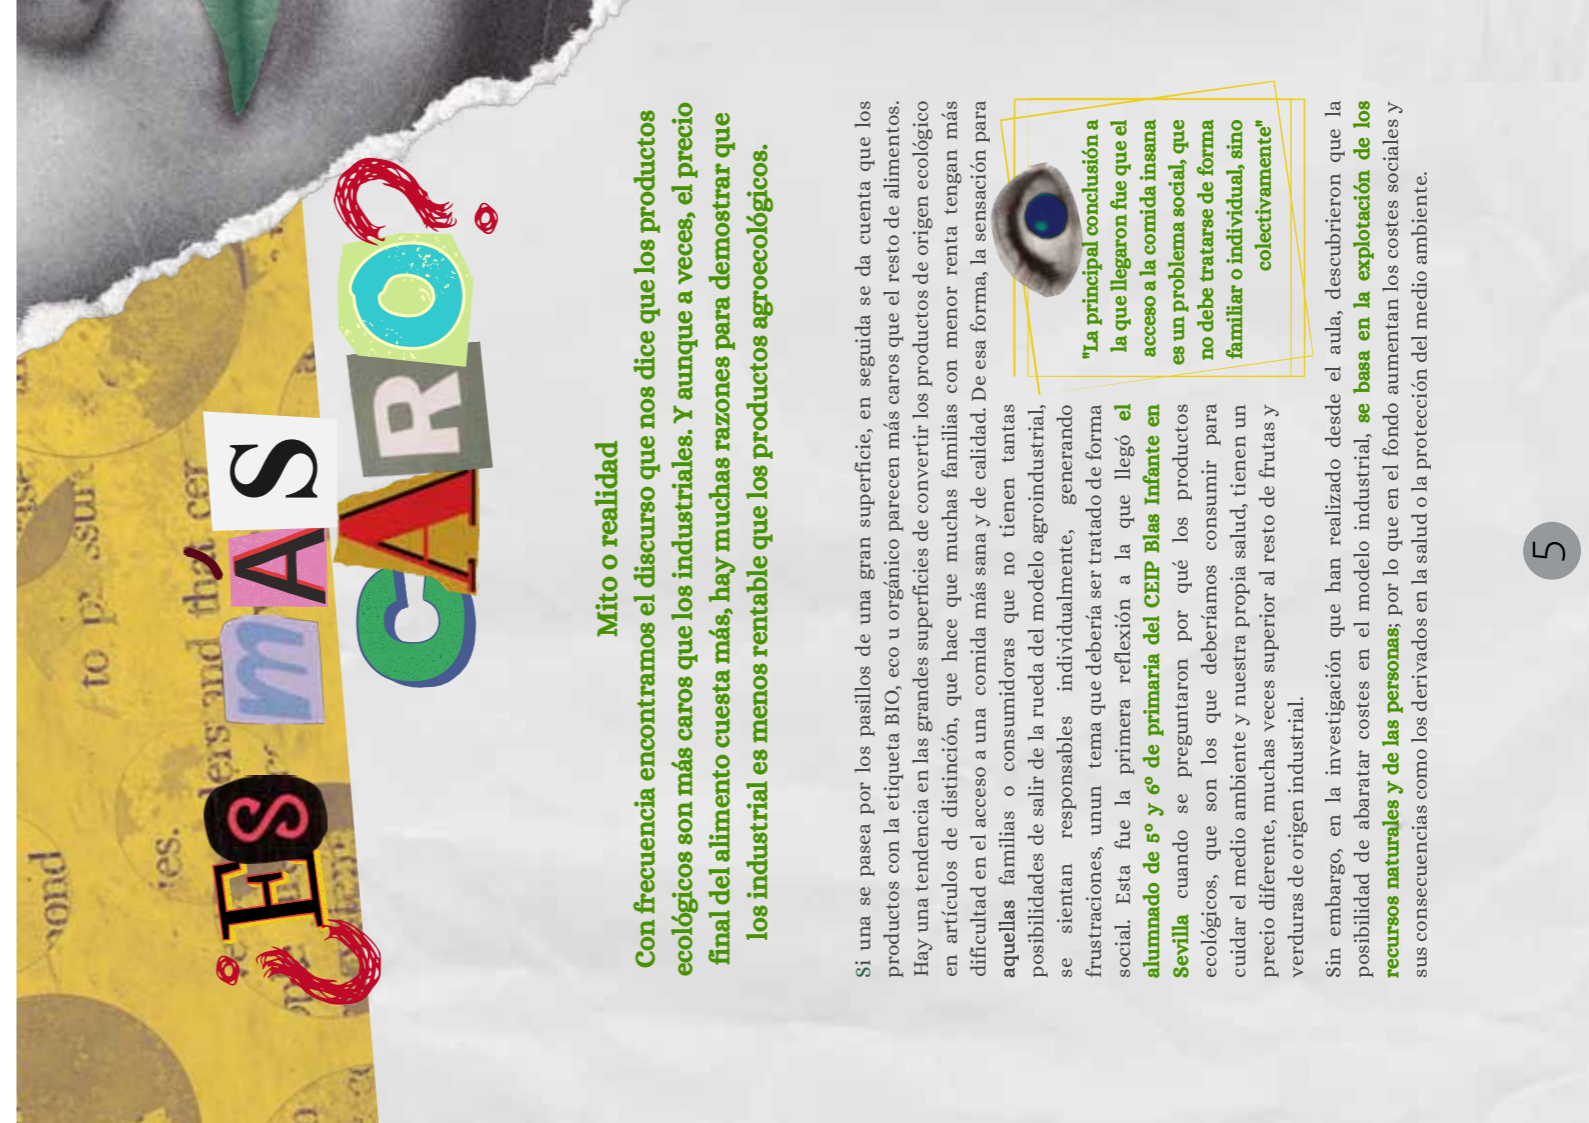 ¿Es mÁS
CARO?
Mito o realidad
Con frecuencia encontramos el discurso que nos dice que los productos
ecológicos son más caros que los industriales. Y aunque a veces, el precio
final del alimento cuesta más, hay muchas razones para demostrar que
los industrial es menos rentable que los productos agroecológicos.
Si una se pasea por los pasillos de una gran superficie, en seguida se da cuenta que los
productos con la etiqueta BIO, eco u orgánico parecen más caros que el resto de alimentos.
Hay una tendencia en las grandes superficies de convertir los productos de origen ecológico
en artículos de distinción, que hace que muchas familias con menor renta tengan más
dificultad en el acceso a una comida más sana y de calidad. De esa forma, la sensación para
aquellas familias o consumidoras que no tienen tantas
posibilidades de salir de la rueda del modelo agroindustrial,
se sientan responsables individualmente, generando
frustraciones, unun tema que debería ser tratado de forma
social. Esta fue la primera reflexión a la que llegó el
alumnado de 5º y 6º de primaria del CEIP Blas Infante en
Sevilla cuando se preguntaron por qué los productos
ecológicos, que son los que deberíamos consumir para
cuidar el medio ambiente y nuestra propia salud, tienen un
precio diferente, muchas veces superior al resto de frutas y
verduras de origen industrial.
"La principal conclusión a
la que llegaron fue que el
acceso a la comida insana
es un problema social, que
no debe tratarse de forma
familiar o individual, sino
colectivamente"
Sin embargo, en la investigación que han realizado desde el aula, descubrieron que la
posibilidad de abaratar costes en el modelo industrial, se basa en la explotación de los
recursos naturales y de las personas; por lo que en el fondo aumentan los costes sociales y
sus consecuencias como los derivados en la salud o la protección del medio ambiente.
5